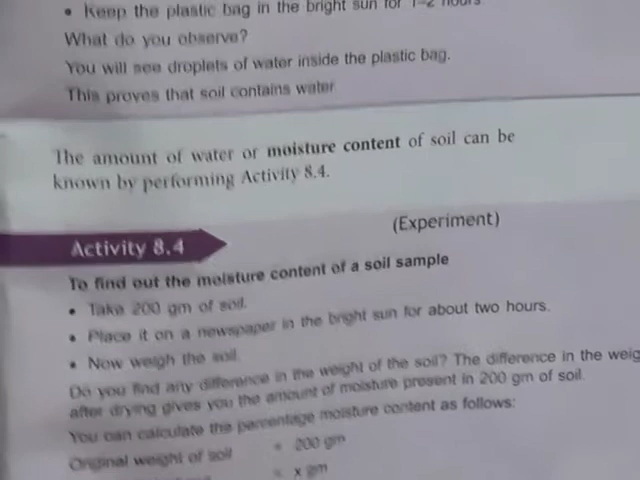 • Keep the plastic bag in the bright sun for 1–2 hours
What do you observe?
You will see droplets of water inside the plastic bag.
This proves that soil contains water
The amount of water or moisture content of soil can be
known by performing Activity 8.4.
(Experiment)
Activity 8.4
To find out the moisture content of a soil sample
• Take 200 gm of soil.
• Place it on a newspaper in the bright sun for about two hours.
• Now weigh the soil.
Do you find any difference in the weight of the soil? The difference in the weig
after drying gives you the amount of moisture present in 200 gm of soil.
You can calculate the percentage moisture content as follows:
Original weight of soil = 200 gm
= x gm